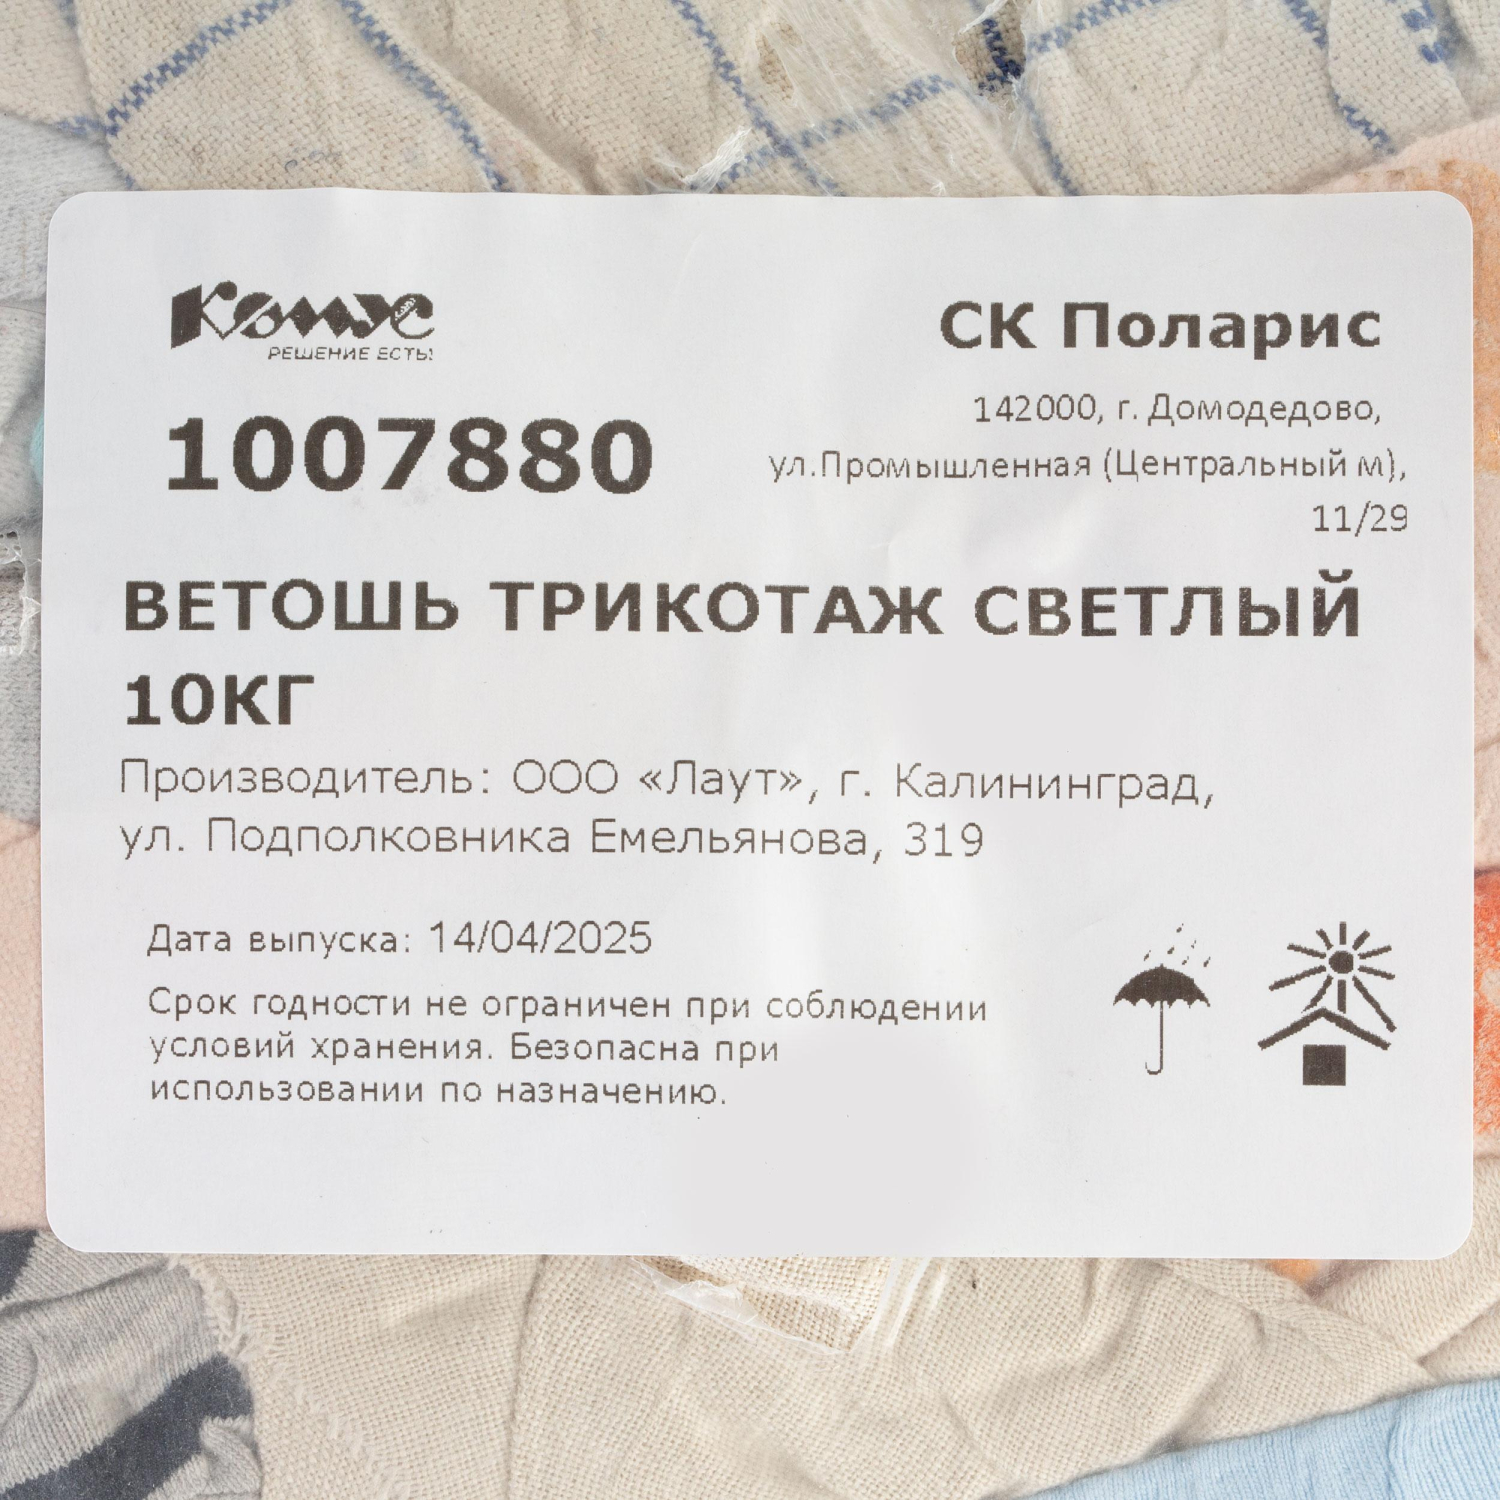 Комус
РЕШЕНИЕ ЕСТЬ!
СК Поларис
1007880
142000, г. Домодедово,
ул.Промышленная (Центральный м),
11/29
ВЕТОШЬ ТРИКОТАЖ СВЕТЛЫЙ
10КГ
Производитель: ООО «Лаут», г. Калининград,
ул. Подполковника Емельянова, 319
Дата выпуска: 14/04/2025
Срок годности не ограничен при соблюдении
условий хранения. Безопасна при
использовании по назначению.